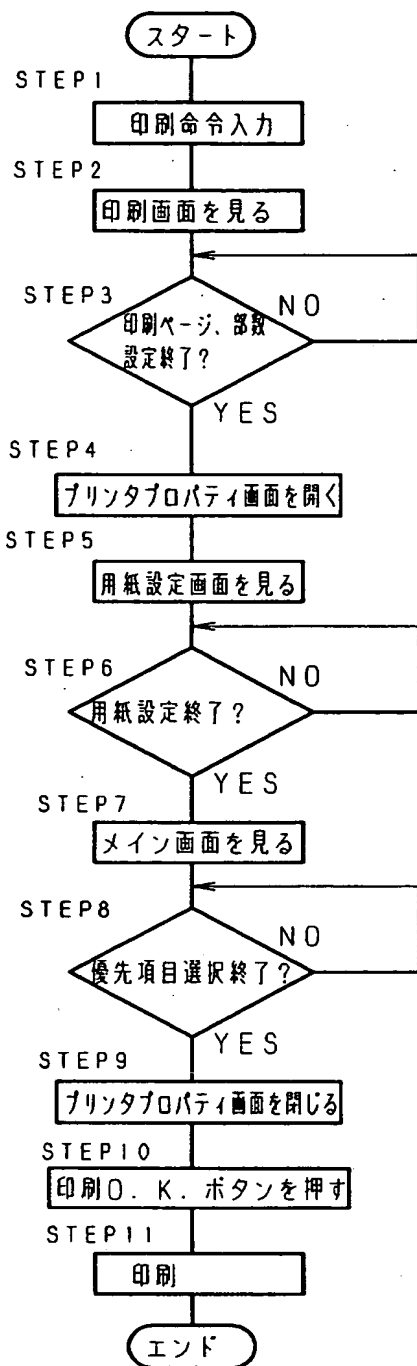 スタート
STEP1
印刷命令入力
STEP2
印刷画面を見る
STEP3
印刷ページ、部数
設定終了?
NO
YES
STEP4
プリンタプロパティ画面を開く
STEP5
用紙設定画面を見る
STEP6
用紙設定終了?
NO
YES
STEP7
メイン画面を見る
STEP8
優先項目選択終了?
NO
YES
STEP9
プリンタプロパティ画面を閉じる
STEP10
印刷O.K.ボタンを押す
STEP11
印刷
エンド